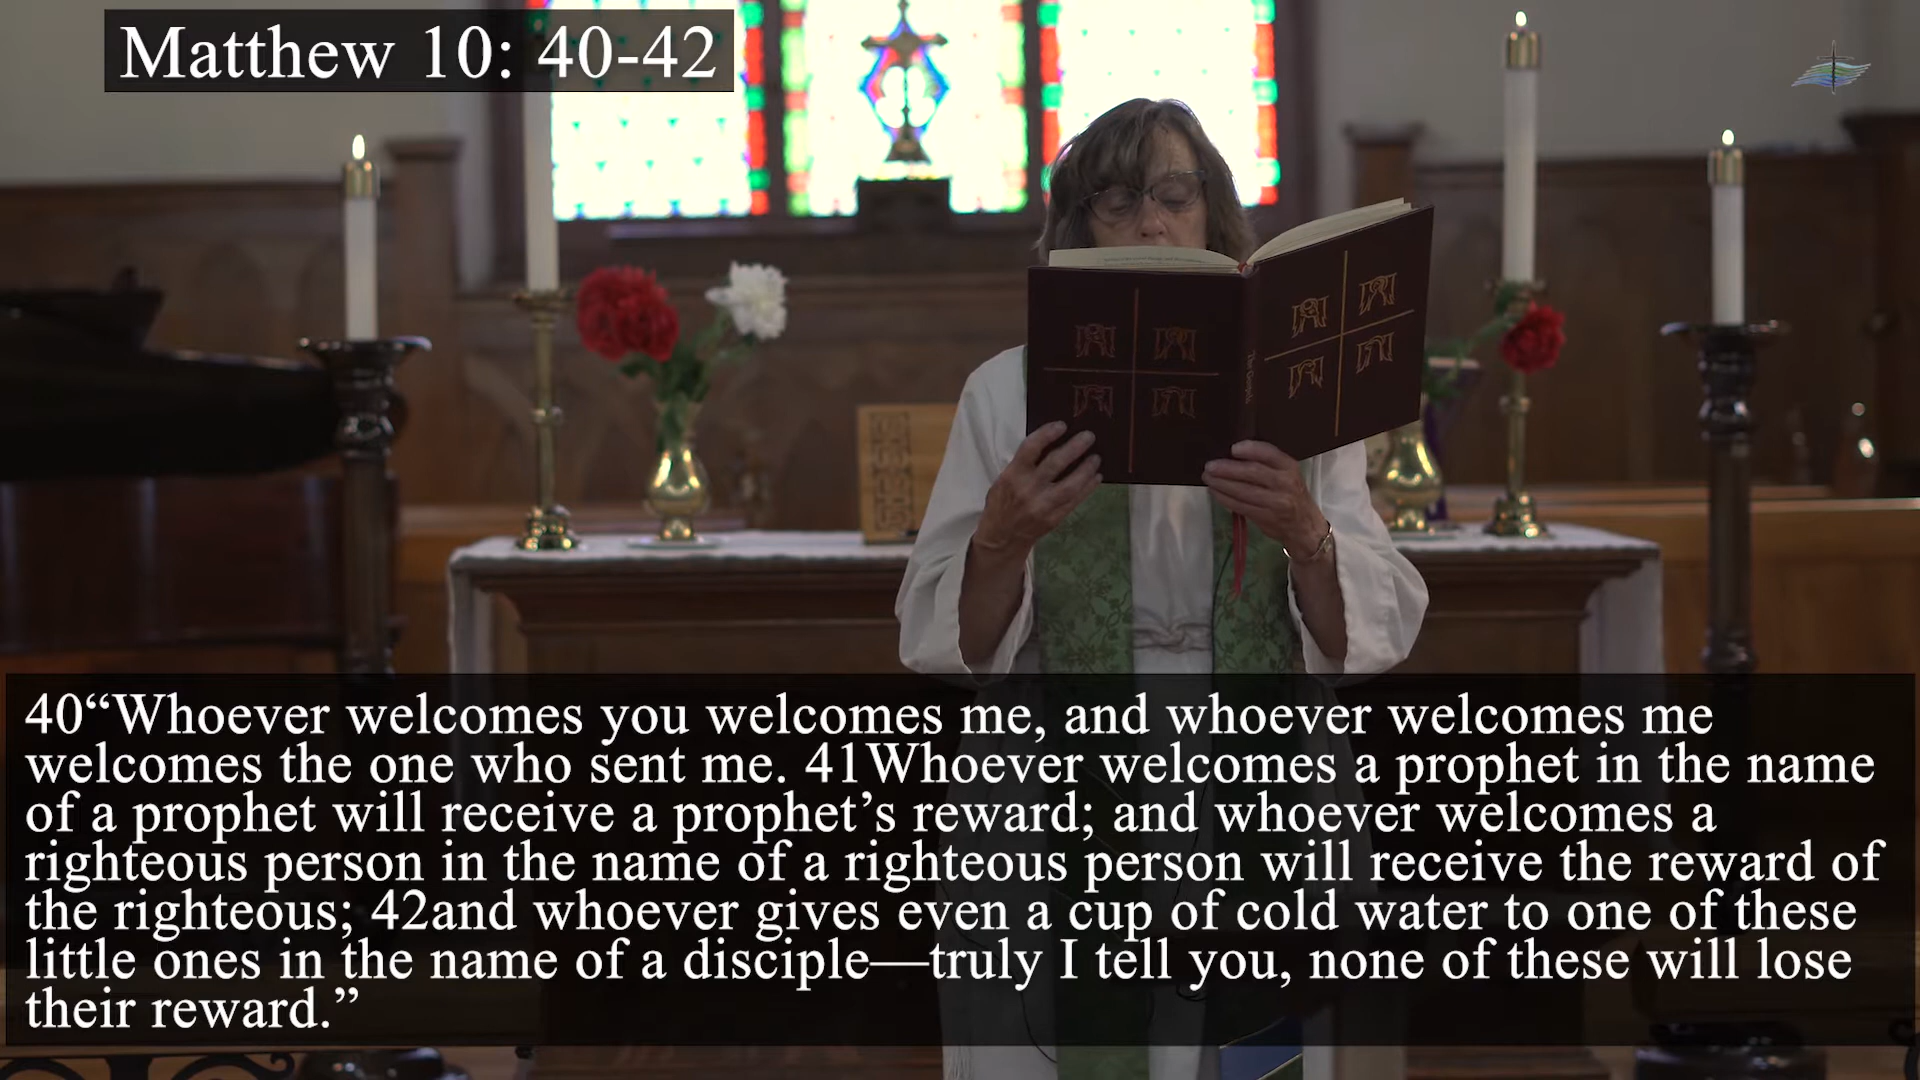 Matthew 10: 40-42
40“Whoever welcomes you welcomes me, and whoever welcomes me
welcomes the one who sent me. 41Whoever welcomes a prophet in the name
of a prophet will receive a prophet’s reward; and whoever welcomes a
righteous person in the name of a righteous person will receive the reward of
the righteous; 42and whoever gives even a cup of cold water to one of these
little ones in the name of a disciple—truly I tell you, none of these will lose
their reward.”